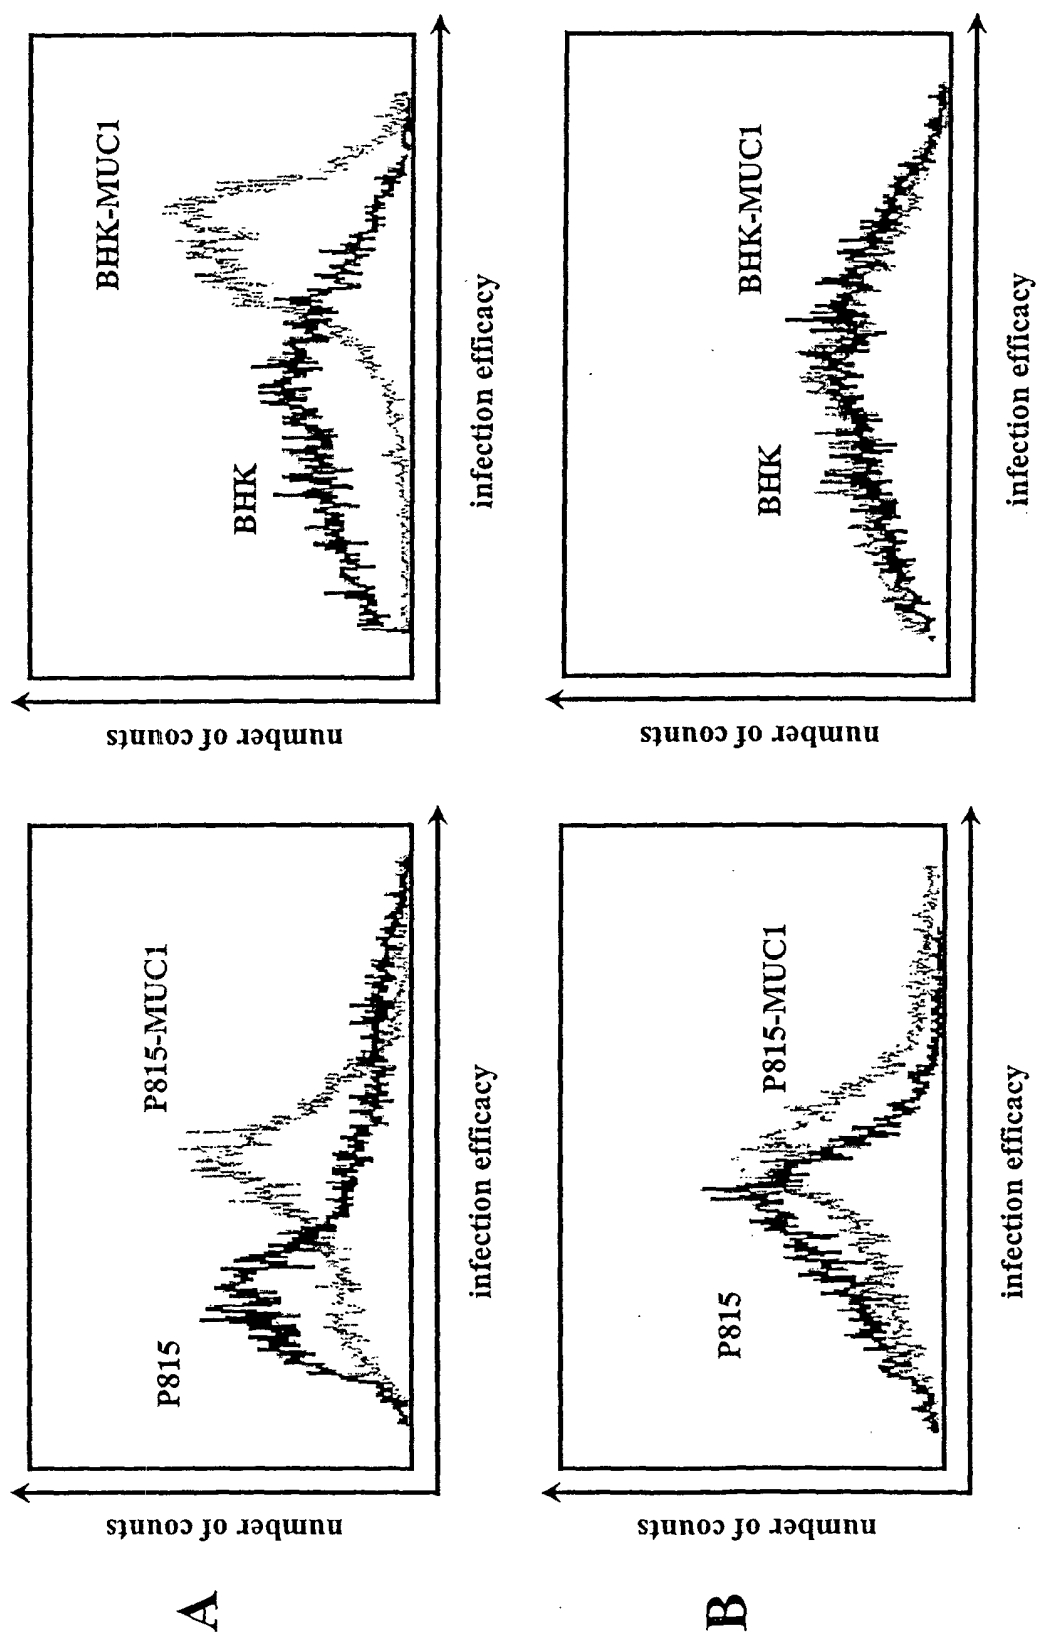 A
number of counts
P815
P815-MUC1
infection efficacy
number of counts
BHK
BHK-MUC1
infection efficacy
B
number of counts
P815
P815-MUC1
infection efficacy
number of counts
BHK
BHK-MUC1
infection efficacy